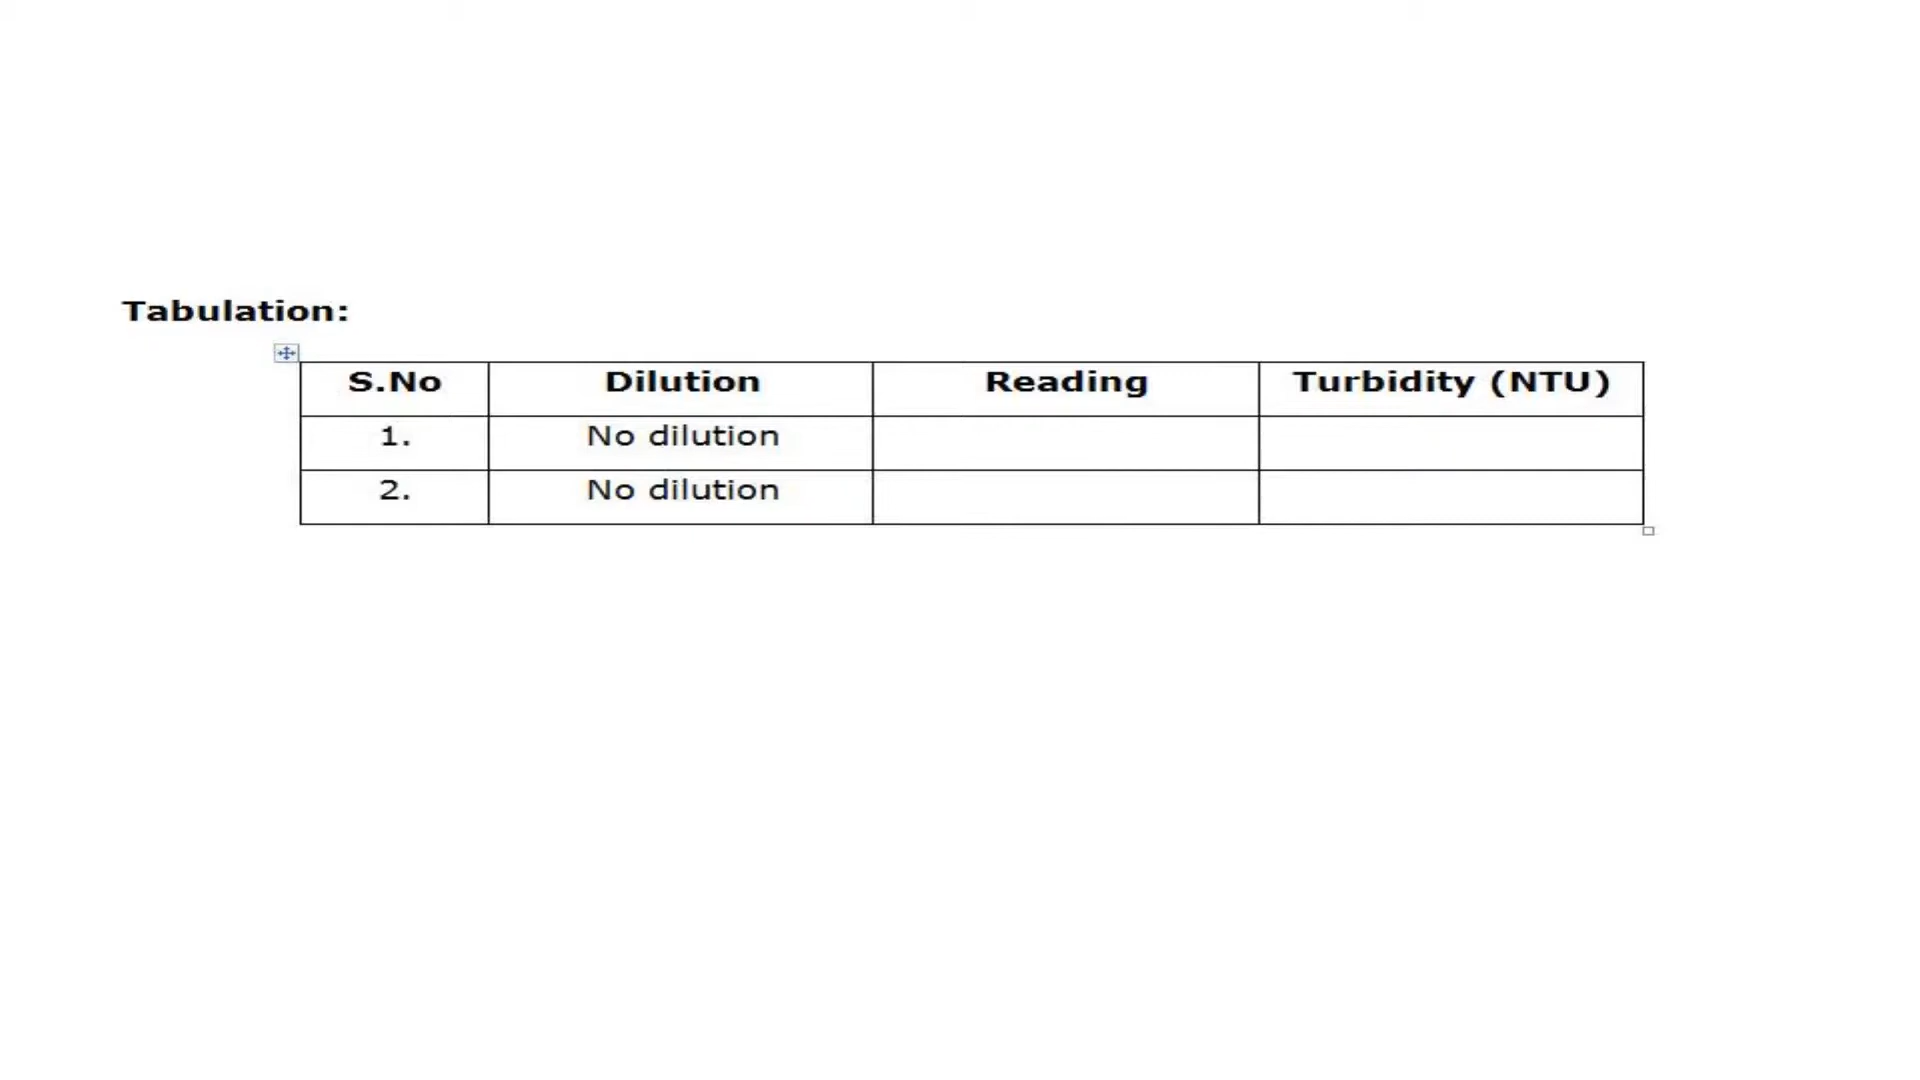 Tabulation:
S.No Dilution Reading Turbidity (NTU)
1. No dilution
2. No dilution